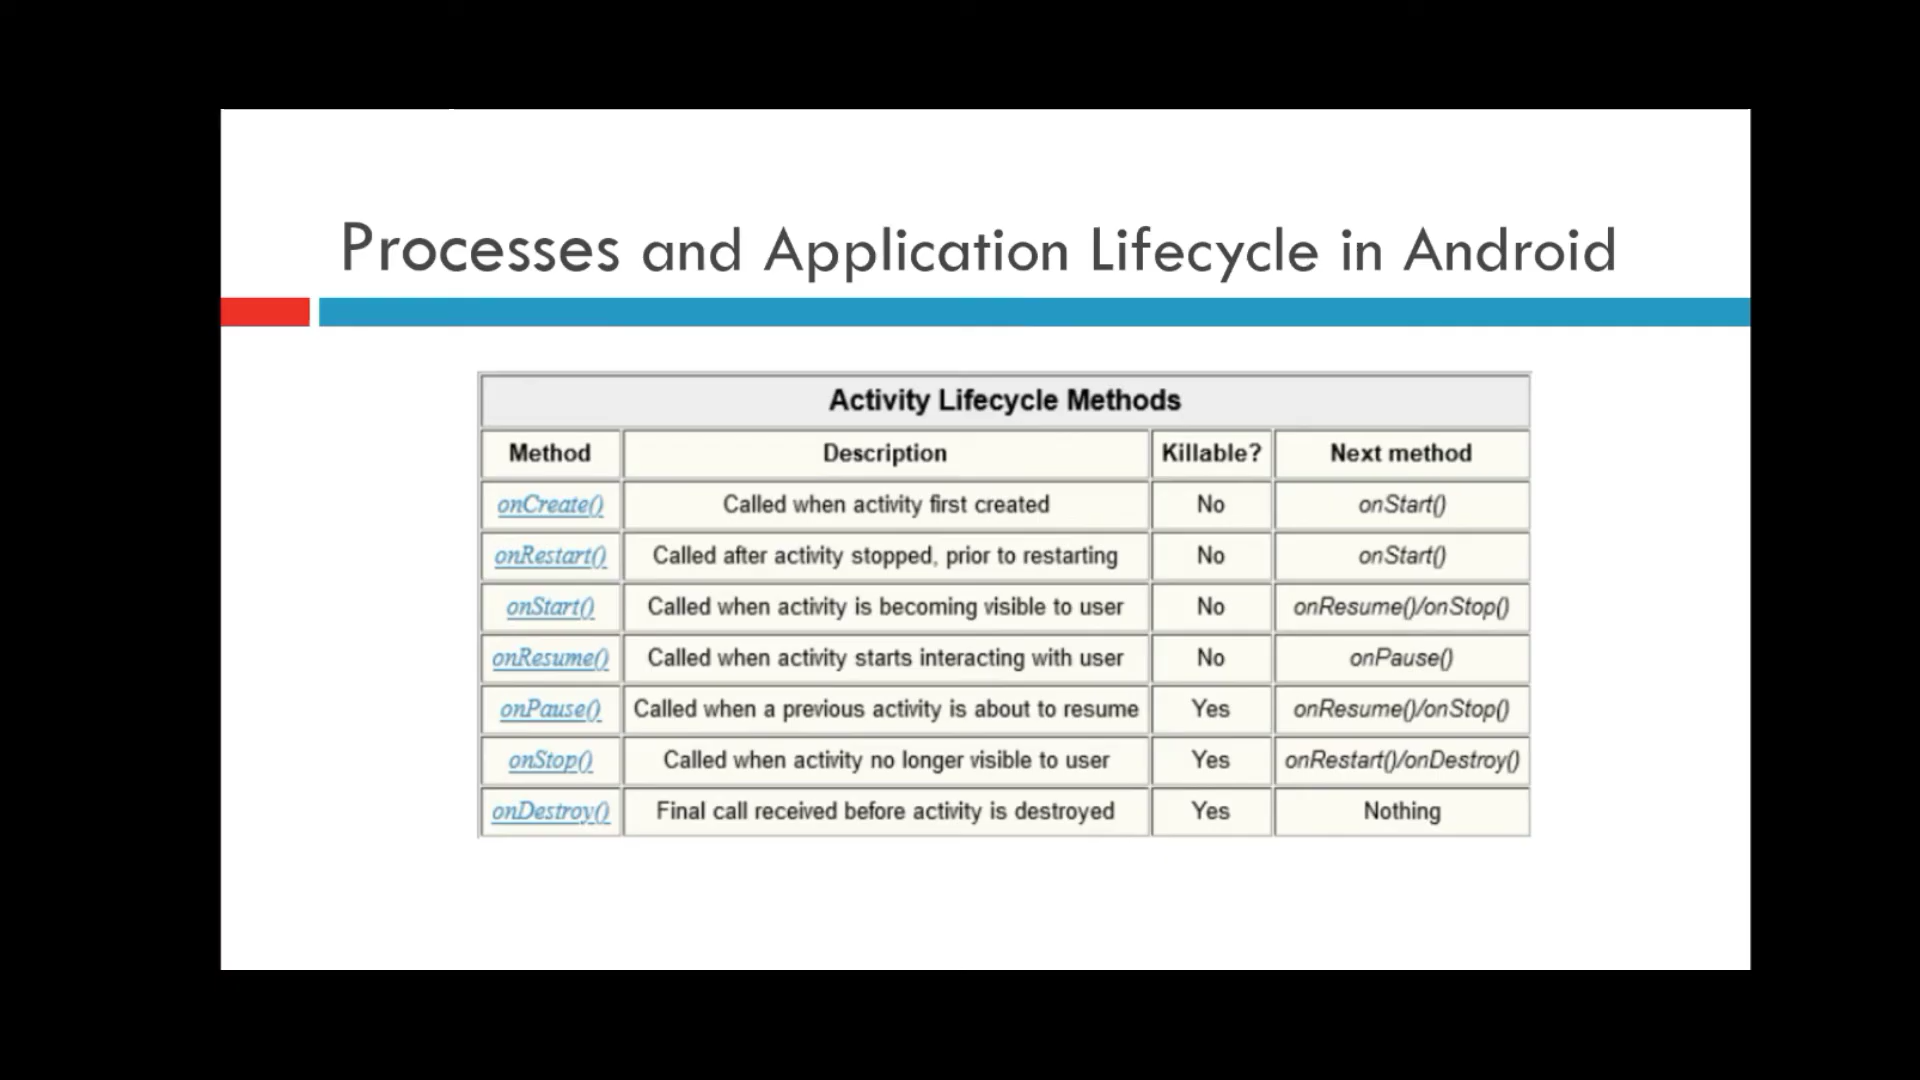 Processes and Application Lifecycle in Android
Activity Lifecycle Methods
Method Description Killable? Next method
onCreate() Called when activity first created No onStart()
onRestart() Called after activity stopped, prior to restarting No onStart()
onStart() Called when activity is becoming visible to user No onResume()/onStop()
onResume() Called when activity starts interacting with user No onPause()
onPause() Called when a previous activity is about to resume Yes onResume()/onStop()
onStop() Called when activity no longer visible to user Yes onRestart()/onDestroy()
onDestroy() Final call received before activity is destroyed Yes Nothing